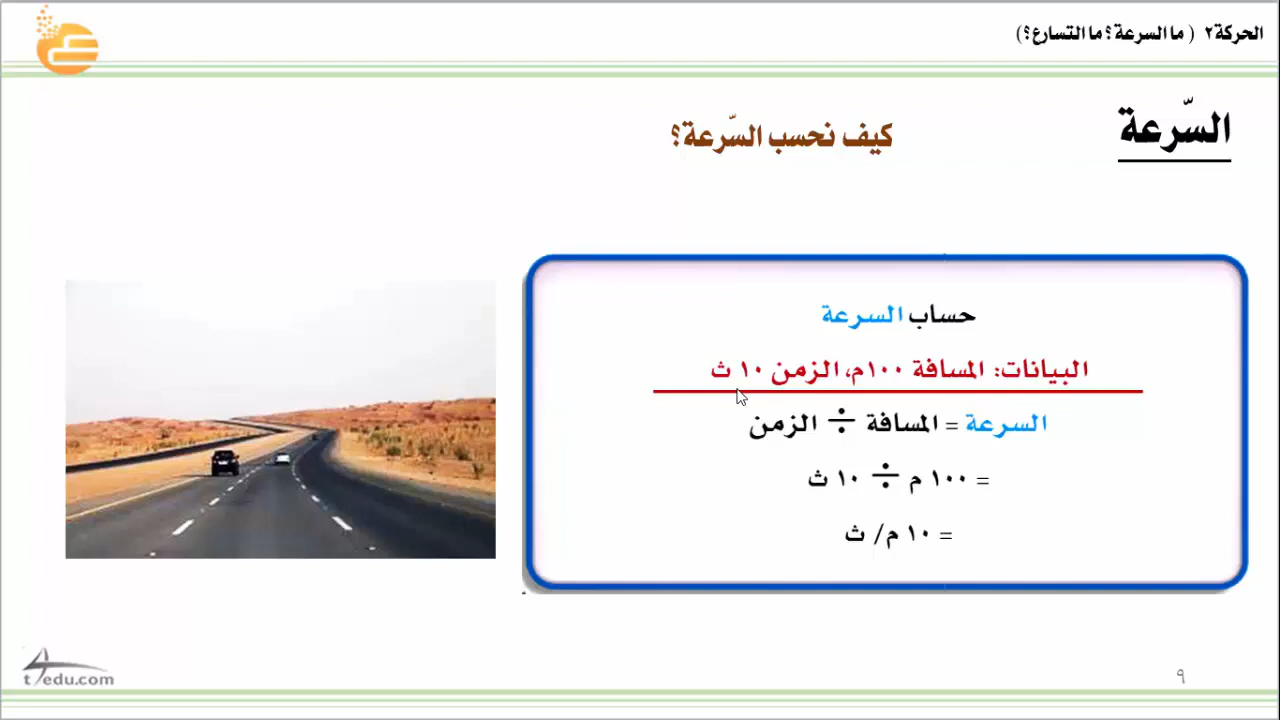 الحركة٢ (ما السرعة؟ ما التسارع؟)
السّرعة
كيف نحسب السّرعة؟
حساب السرعة
البيانات: المسافة ١٠٠م، الزمن ١٠ ث
السرعة = المسافة ÷ الزمن
= ١٠٠ م ÷ ١٠ ث
= ١٠ م/ ث
t4edu.com
٩